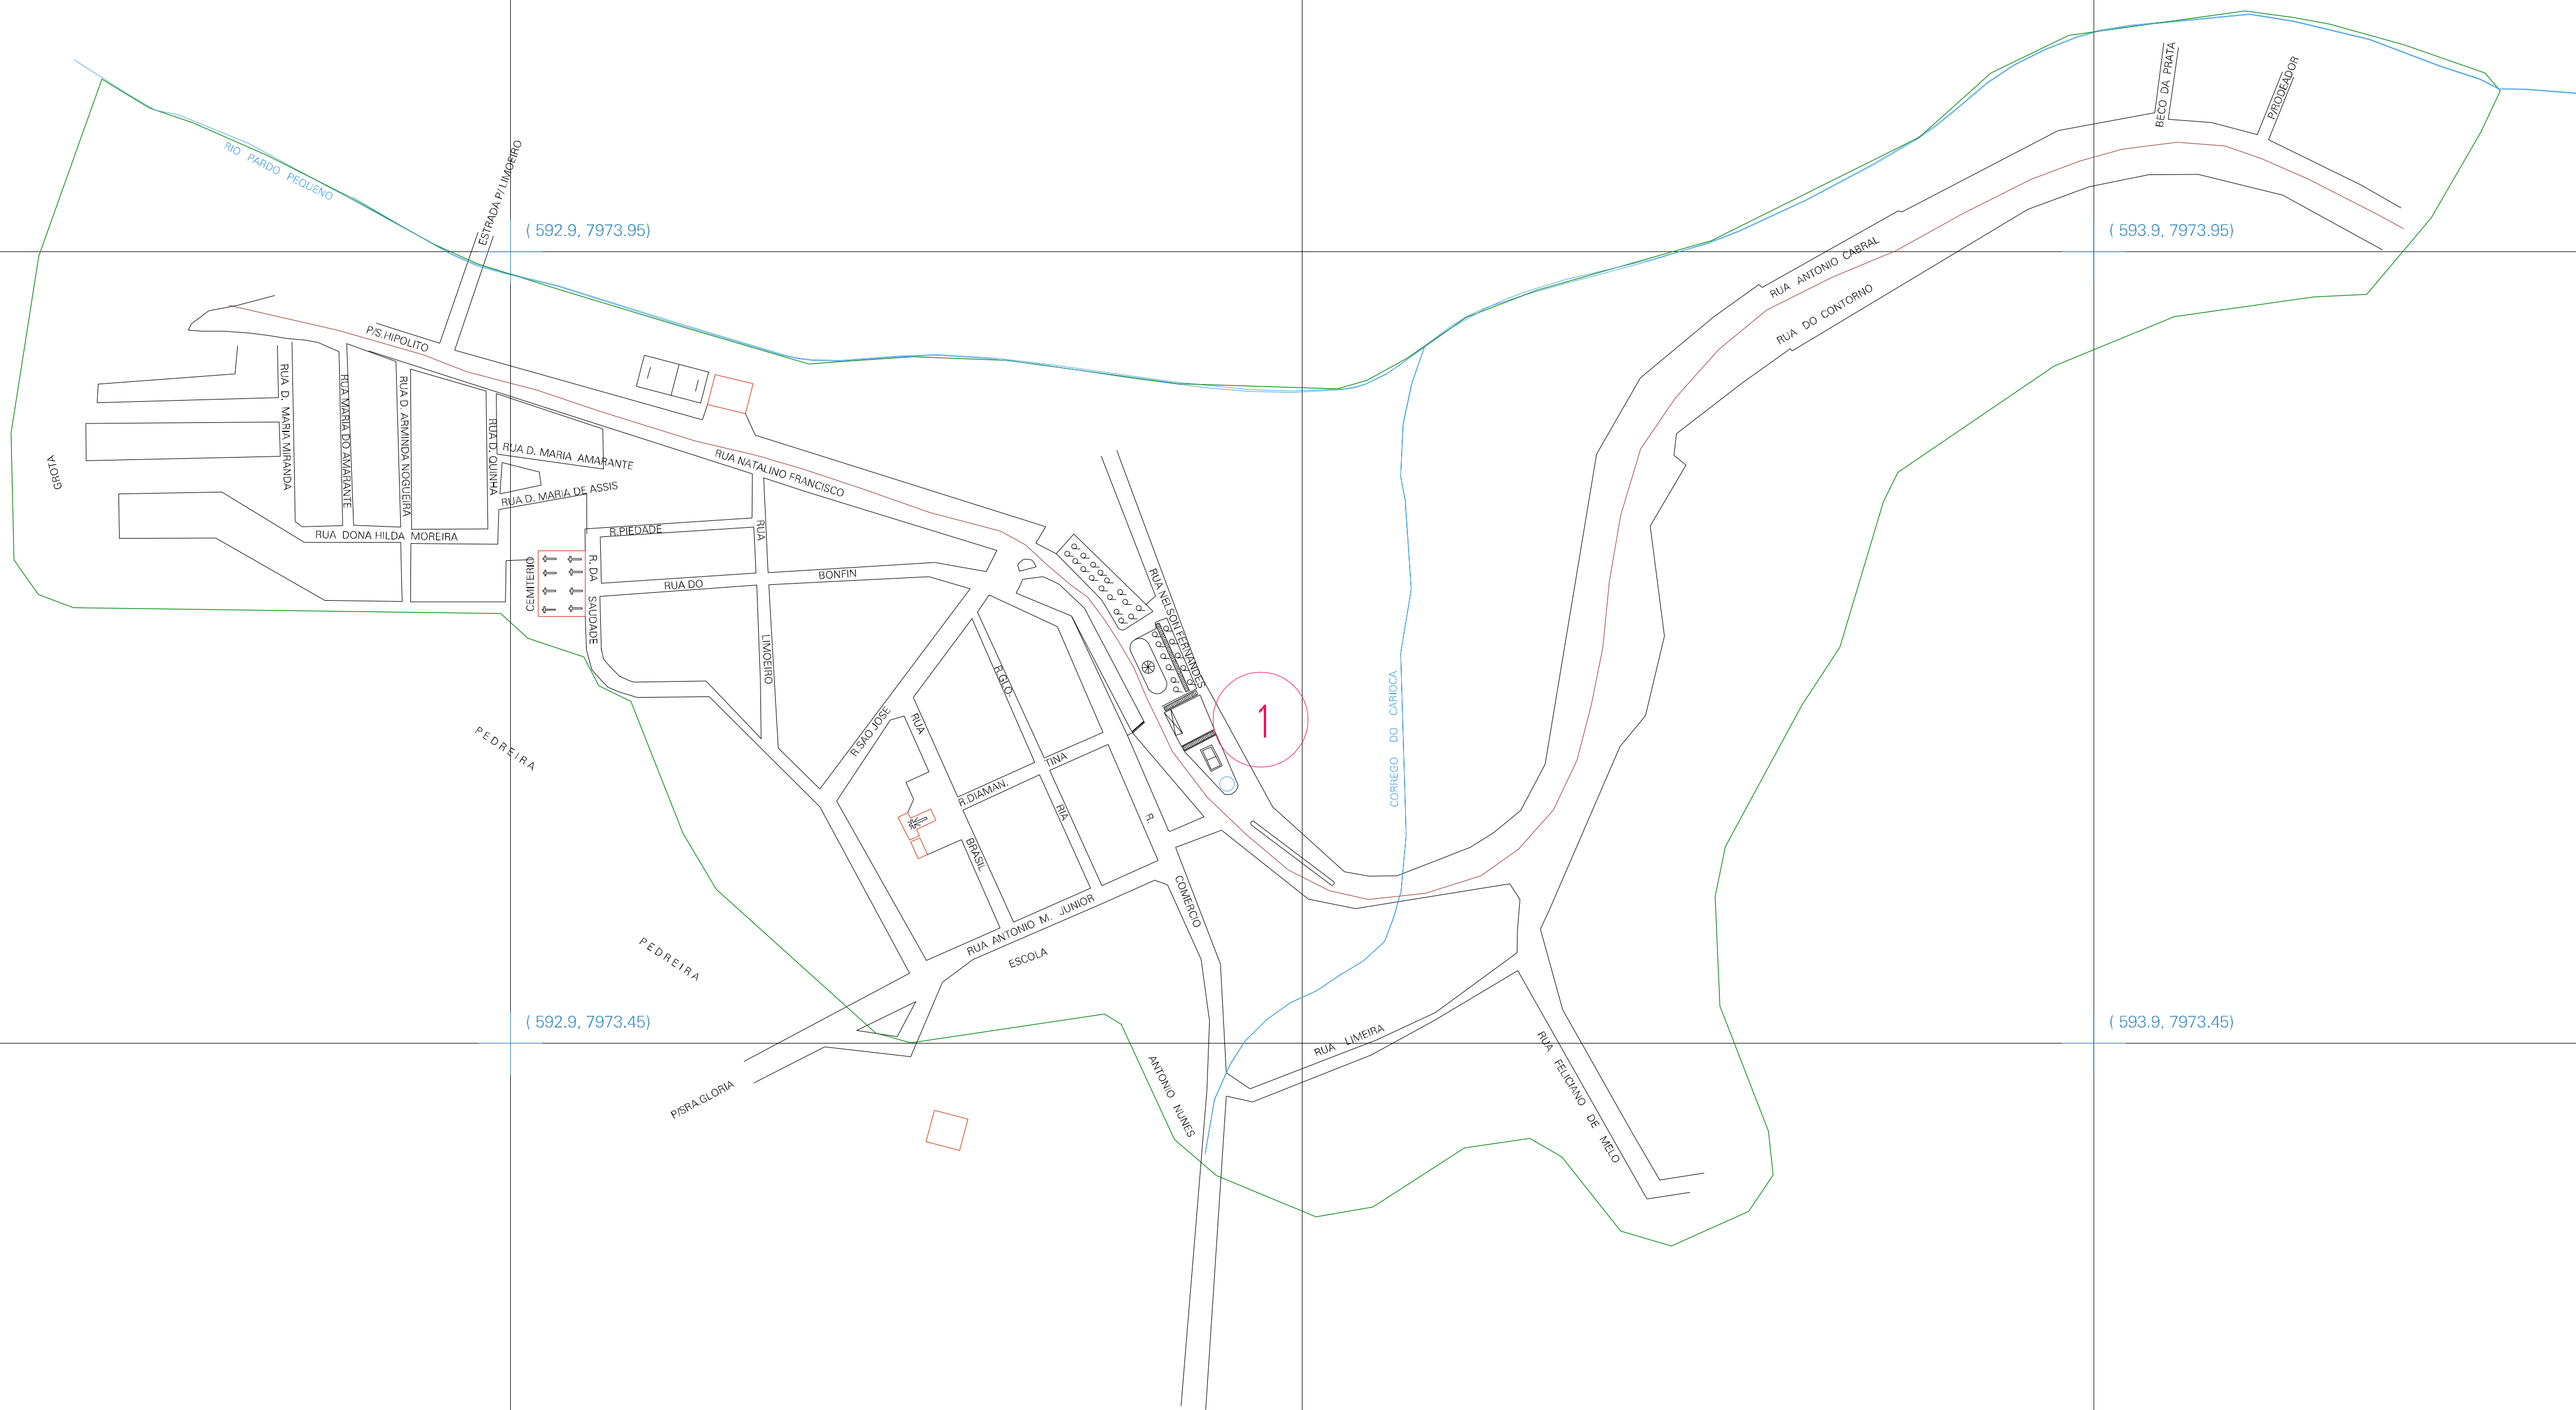 BECO DA PRATA
P/RODEADOR
RIO PARDO PEQUENO
ESTRADA P/ LIMOEIRO
( 592.9, 7973.95)
( 593.9, 7973.95)
RUA ANTONIO CABRAL
RUA DO CONTORNO
P/S.HIPOLITO
RUA D. MARIA MIRANDA
RUA MARIA DO AMARANTE
RUA D. ARMINDA NOGUEIRA
RUA D. QUINHA
RUA D. MARIA AMARANTE
RUA NATALINO FRANCISCO
GROTA
RUA D. MARIA DE ASSIS
R.PIEDADE
RUA
LIMOEIRO
RUA DONA HILDA MOREIRA
CEMITERIO
R. DA SAUDADE
RUA DO BONFIN
RUA NELSON FERNANDES
R.GLO-
RIA
1
CORREGO DO CARIOCA
PEDREIRA
R.SAO JOSE
RUA
BRASIL
R.DIAMAN.
TINA
R.
COMERCIO
RUA ANTONIO M. JUNIOR
ESCOLA
PEDREIRA
( 592.9, 7973.45)
( 593.9, 7973.45)
RUA LIMEIRA
RUA FELICIANO DE MELO
ANTONIO NUNES
P/SRA.GLORIA